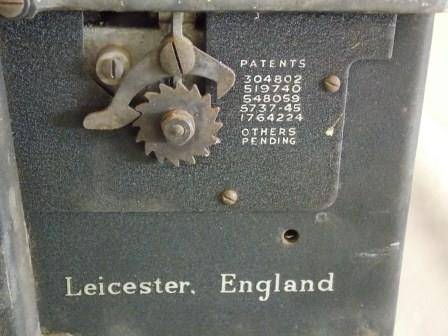 PATENTS
304802
519740
548059
5737-45
1764224
OTHERS
PENDING
Leicester. England